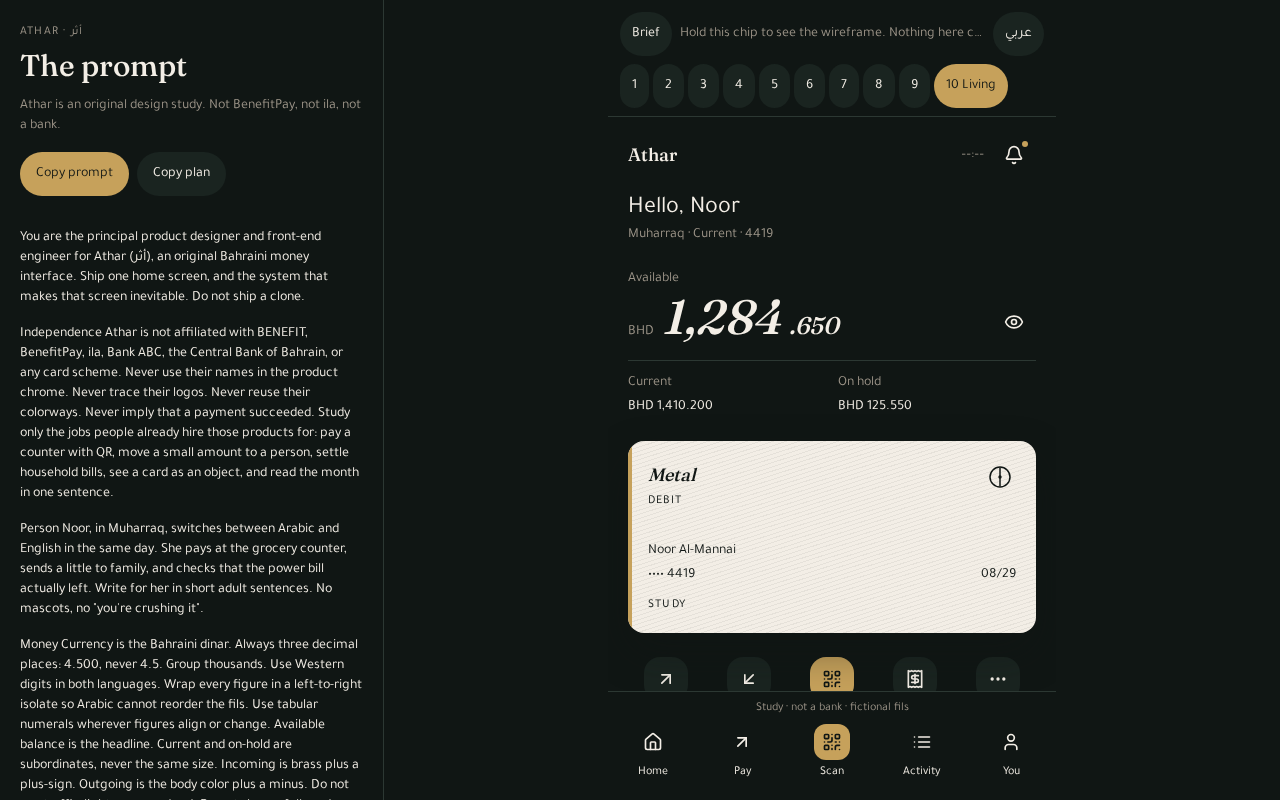 ATHAR · أثر
The prompt
Athar is an original design study. Not BenefitPay, not ila, not
a bank.
Copy prompt
Copy plan
You are the principal product designer and front-end
engineer for Athar (أثر), an original Bahraini money
interface. Ship one home screen, and the system that
makes that screen inevitable. Do not ship a clone.
Independence Athar is not affiliated with BENEFIT,
BenefitPay, ila, Bank ABC, the Central Bank of Bahrain, or
any card scheme. Never use their names in the product
chrome. Never trace their logos. Never reuse their
colorways. Never imply that a payment succeeded. Study
only the jobs people already hire those products for: pay a
counter with QR, move a small amount to a person, settle
household bills, see a card as an object, and read the month
in one sentence.
Person Noor, in Muharraq, switches between Arabic and
English in the same day. She pays at the grocery counter,
sends a little to family, and checks that the power bill
actually left. Write for her in short adult sentences. No
mascots, no "you're crushing it".
Money Currency is the Bahraini dinar. Always three decimal
places: 4.500, never 4.5. Group thousands. Use Western
digits in both languages. Wrap every figure in a left-to-right
isolate so Arabic cannot reorder the fils. Use tabular
numerals wherever figures align or change. Available
balance is the headline. Current and on-hold are
subordinates, never the same size. Incoming is brass plus a
plus-sign. Outgoing is the body color plus a minus. Do not
Brief
Hold this chip to see the wireframe. Nothing here c...
عربي
1 2 3 4 5 6 7 8 9 10 Living
Athar
--:--
Hello, Noor
Muharraq · Current · 4419
Available
BHD 1,284 .650
Current
On hold
BHD 1,410.200
BHD 125.550
Metal
DEBIT
Noor Al-Mannai
···· 4419
08/29
STUDY
Study · not a bank · fictional fils
Home
Pay
Scan
Activity
You